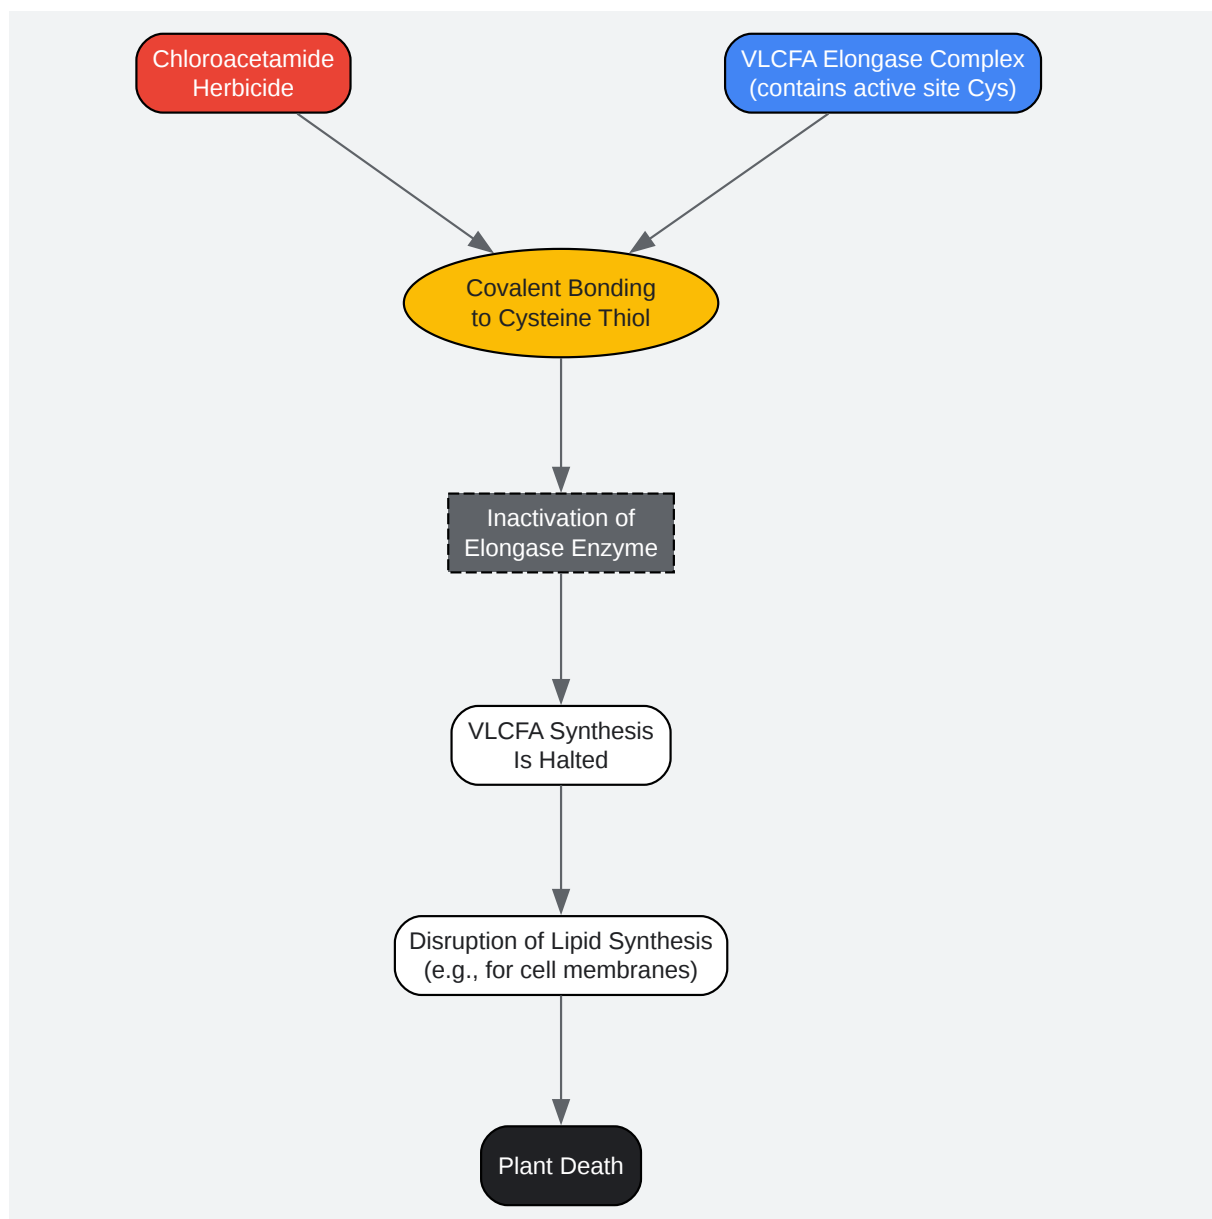 Chloroacetamide
Herbicide
VLCFA Elongase Complex
(contains active site Cys)
Covalent Bonding
to Cysteine Thiol
Inactivation of
Elongase Enzyme
VLCFA Synthesis
Is Halted
Disruption of Lipid Synthesis
(e.g., for cell membranes)
Plant Death